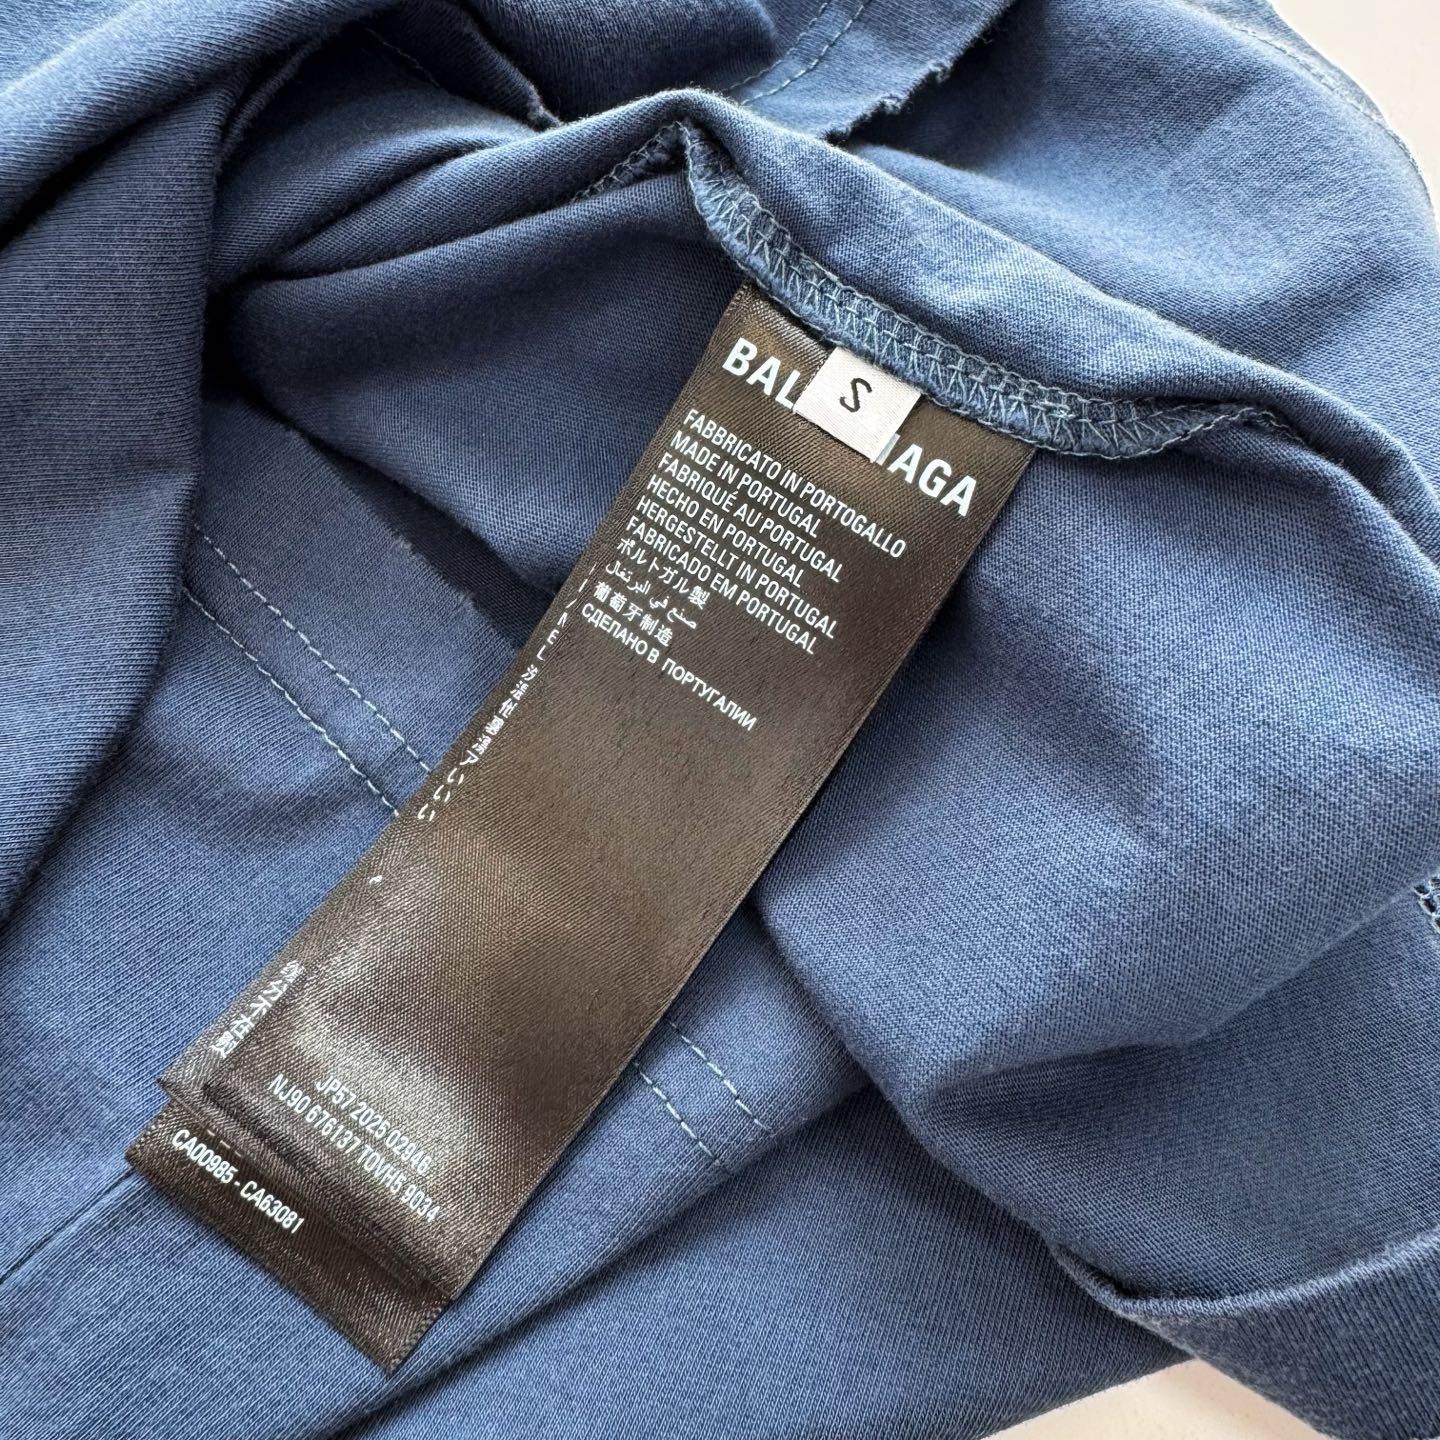 S
FABBRICATO IN PORTOGALLO
MADE IN PORTUGAL
FABRIQUÉ AU PORTUGAL
HECHO EN PORTUGAL
HERGESTELLT IN PORTUGAL
FABRICADO EM PORTUGAL
ポルトガル製
صنع في البرتغال
葡萄牙制造
СДЕЛАНО В ПОРТУГАЛИИ
JP57 2025 02946
NJ90 676137 TOVH5 9034
CA00985 - CA63081